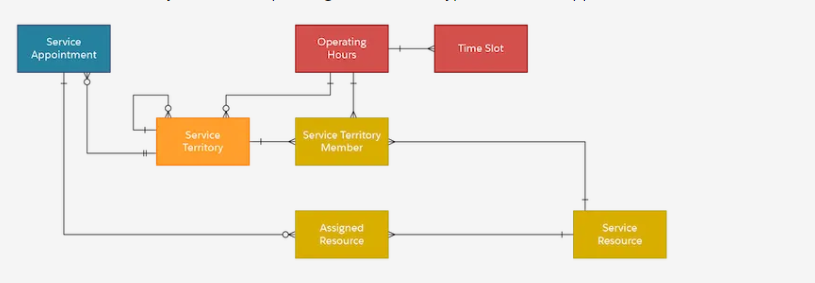 Service
Appointment
Operating
Hours
Time Slot
Service
Territory
Service Territory
Member
Assigned
Resource
Service
Resource